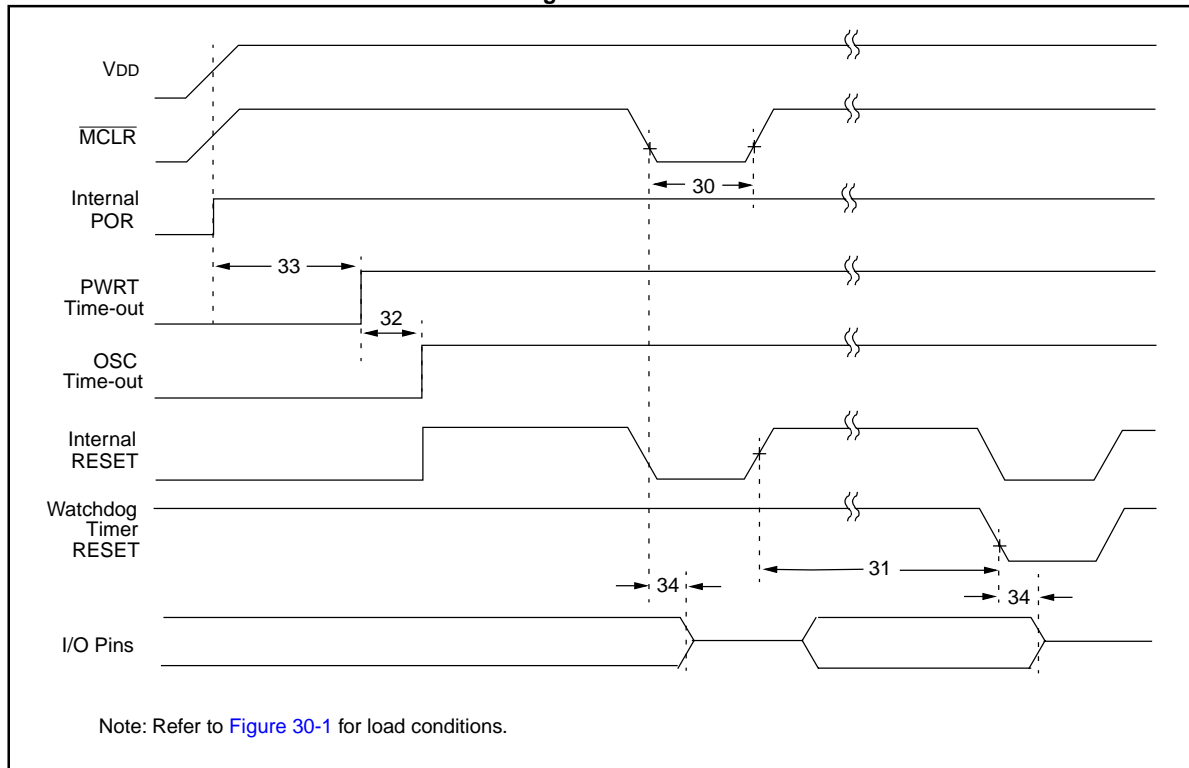 VDD
MCLR
30
Internal
POR
33
PWRT
Time-out
32
OSC
Time-out
Internal
RESET
Watchdog
Timer
RESET
31
34
34
I/O Pins
Note: Refer to Figure 30-1 for load conditions.